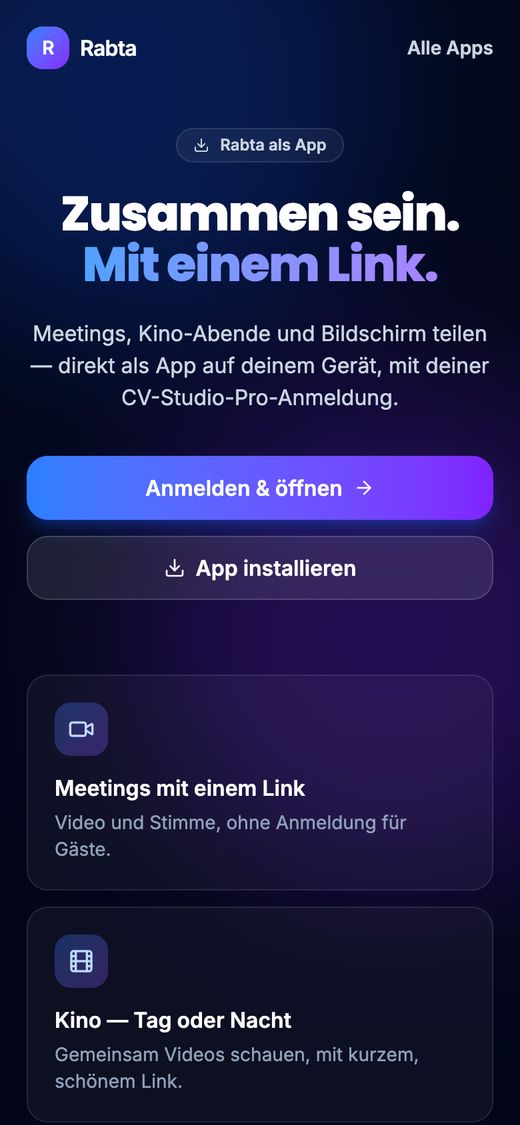 R
Rabta
Alle Apps
Rabta als App
Zusammen sein.
Mit einem Link.
Meetings, Kino-Abende und Bildschirm teilen
— direkt als App auf deinem Gerät, mit deiner
CV-Studio-Pro-Anmeldung.
Anmelden & öffnen
App installieren
Meetings mit einem Link
Video und Stimme, ohne Anmeldung für
Gäste.
Kino — Tag oder Nacht
Gemeinsam Videos schauen, mit kurzem,
schönem Link.